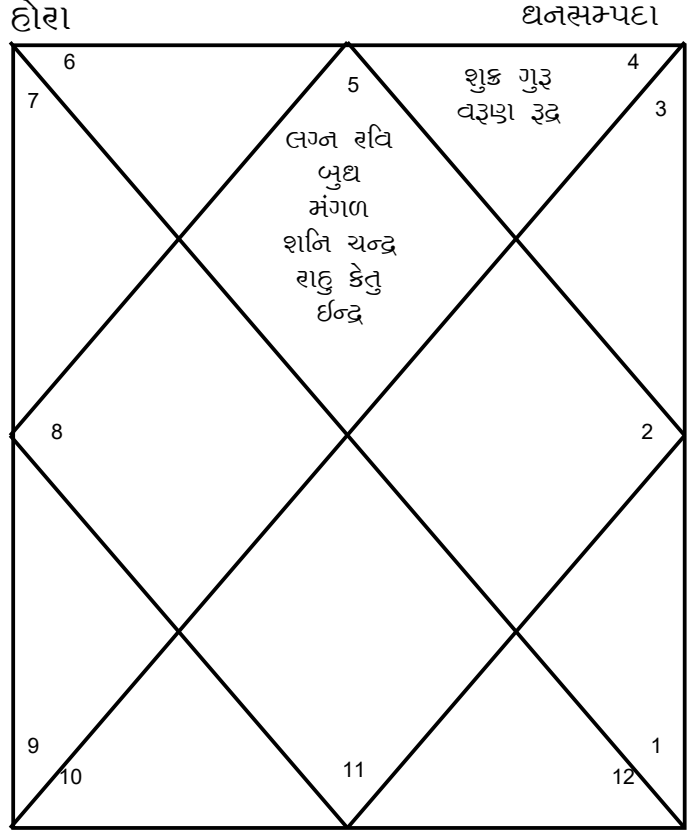 હોરા
ધનસમ્પદા
6
5
4
7
3
શુક્ર ગુરૂ
વરૂણ રૂદ્ર
લગ્ન રવિ
બુધ
મંગળ
શનિ ચન્દ્ર
રાહુ કેતુ
ઈન્દ્ર
8
2
9
10
11
1
12